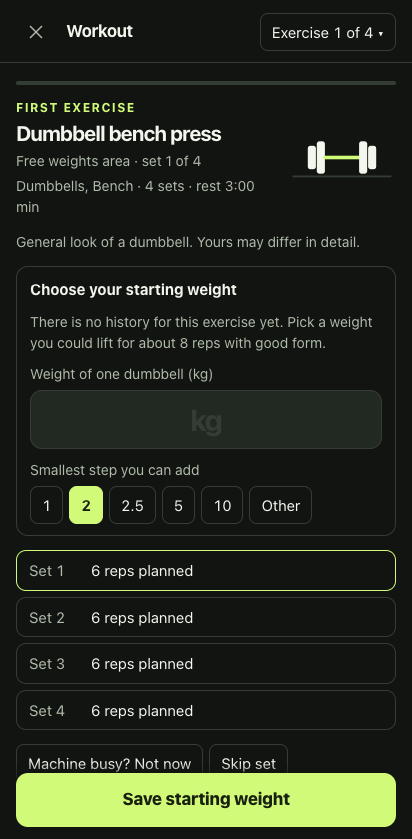 Workout
Exercise 1 of 4 ▾
FIRST EXERCISE
Dumbbell bench press
Free weights area · set 1 of 4
Dumbbells, Bench · 4 sets · rest 3:00
min
General look of a dumbbell. Yours may differ in detail.
Choose your starting weight
There is no history for this exercise yet. Pick a weight
you could lift for about 8 reps with good form.
Weight of one dumbbell (kg)
kg
Smallest step you can add
1 2 2.5 5 10 Other
Set 1 6 reps planned
Set 2 6 reps planned
Set 3 6 reps planned
Set 4 6 reps planned
Machine busy? Not now Skip set
Save starting weight